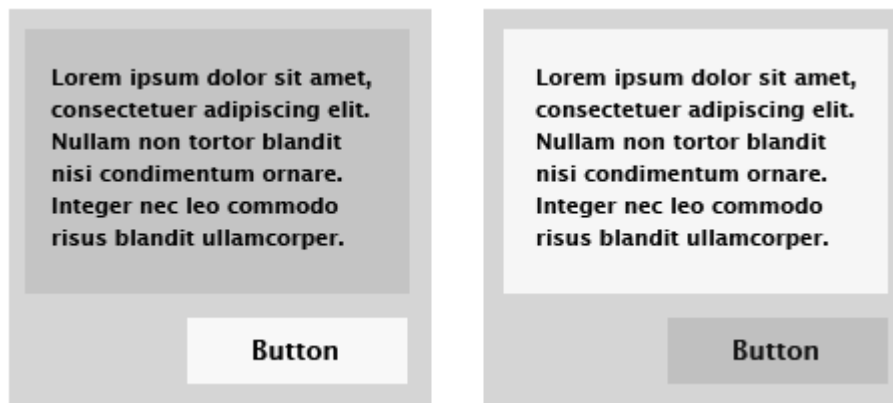 Lorem ipsum dolor sit amet,
consectetuer adipiscing elit.
Nullam non tortor blandit
nisi condimentum ornare.
Integer nec leo commodo
risus blandit ullamcorper.
Button
Lorem ipsum dolor sit amet,
consectetuer adipiscing elit.
Nullam non tortor blandit
nisi condimentum ornare.
Integer nec leo commodo
risus blandit ullamcorper.
Button